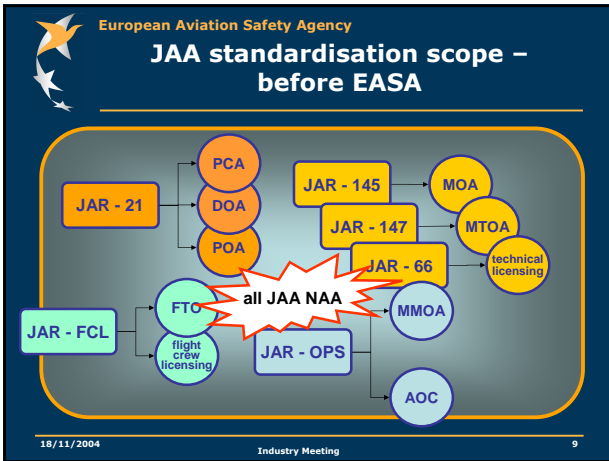 European Aviation Safety Agency
JAA standardisation scope –
before EASA
JAR - 21
PCA
DOA
POA
JAR - 145
MOA
JAR - 147
MTOA
JAR - 66
technical
licensing
all JAA NAA
JAR - FCL
FTO
flight
crew
licensing
JAR - OPS
MMOA
AOC
18/11/2004
Industry Meeting
9